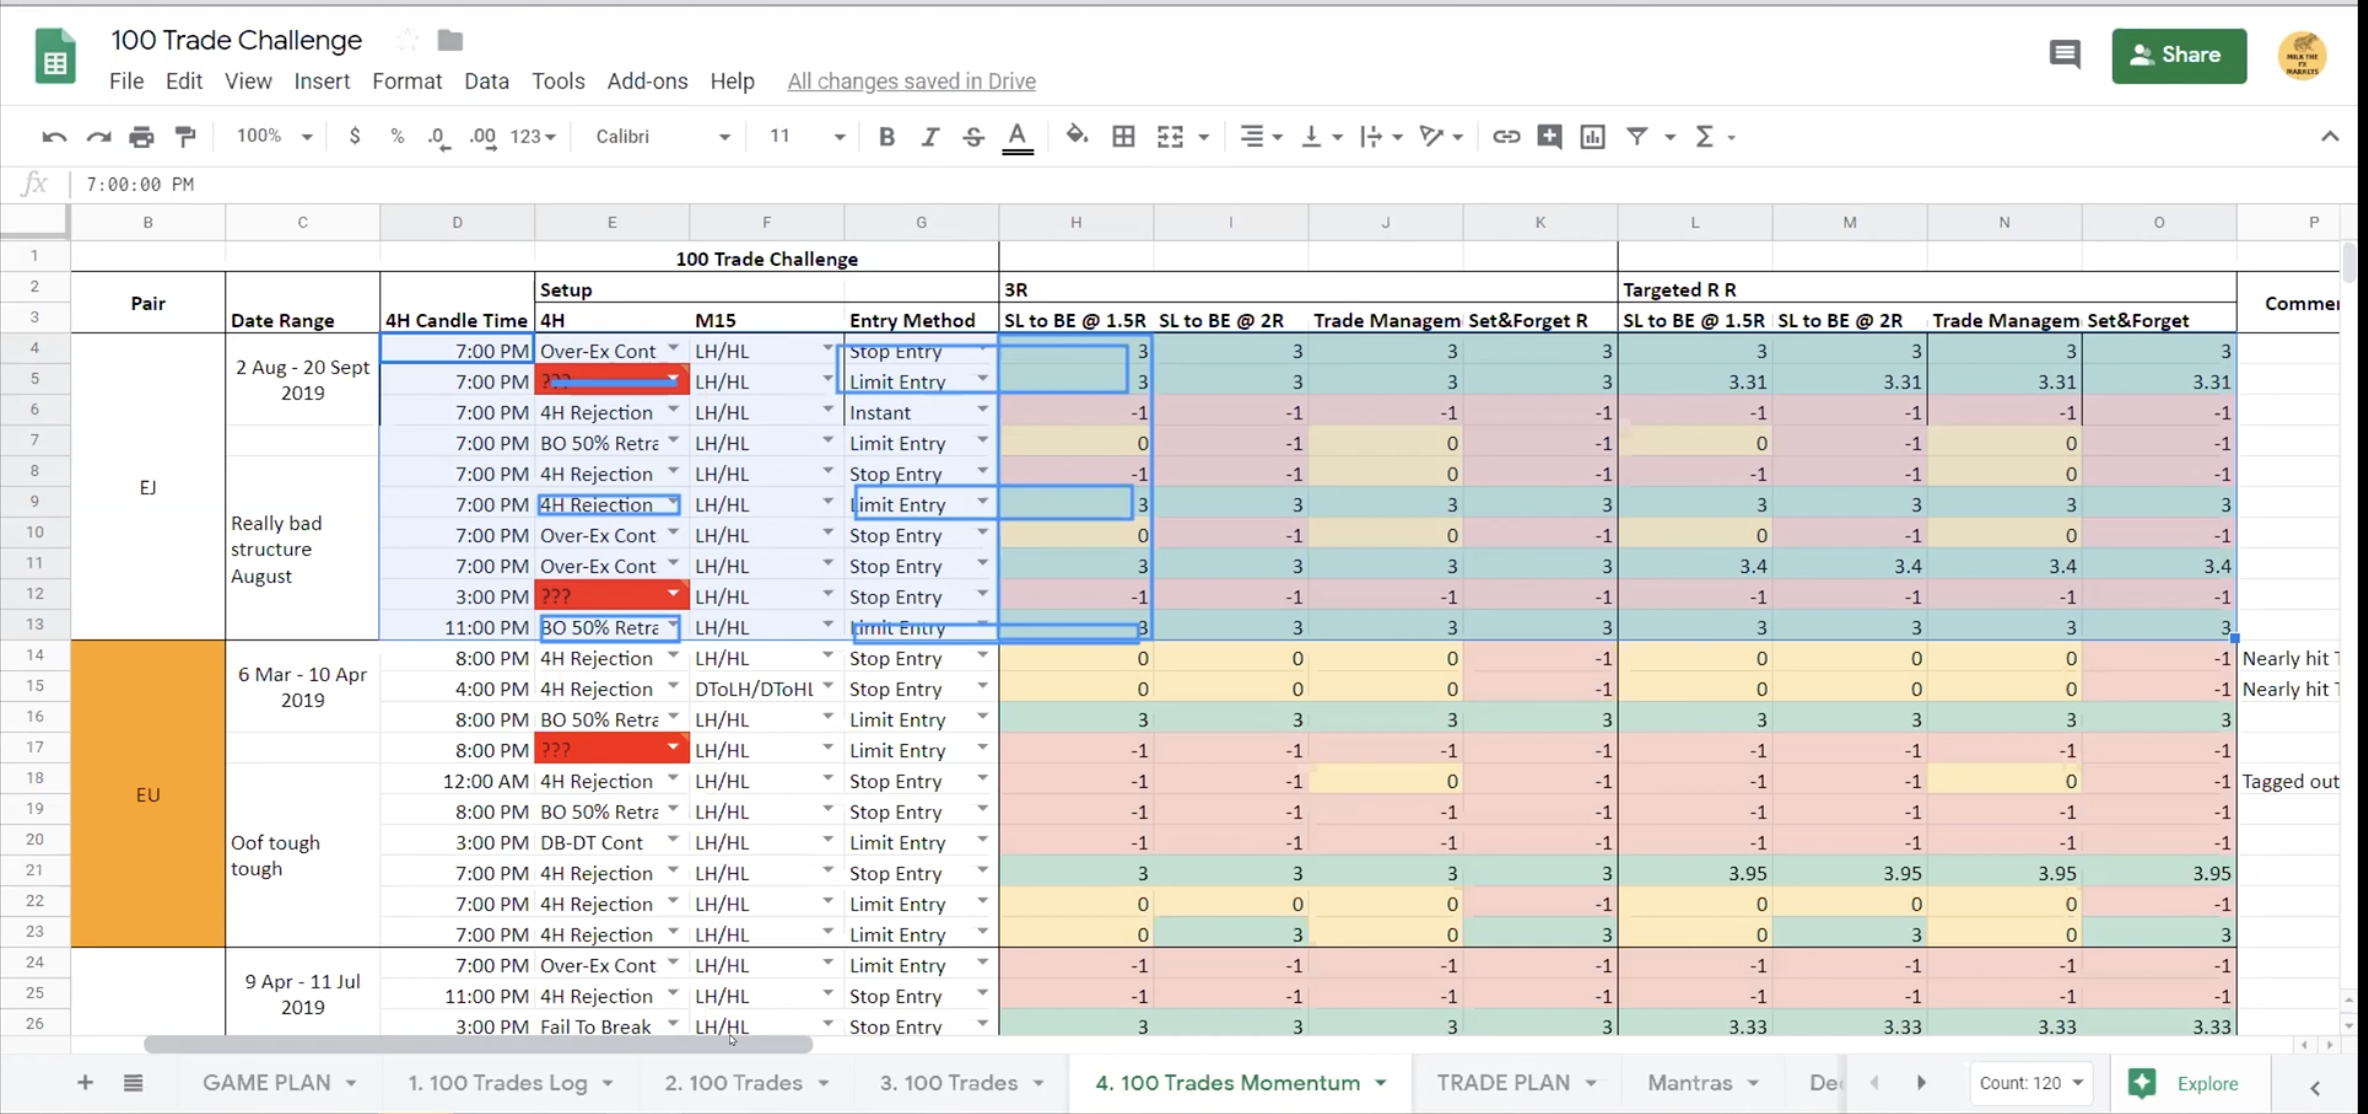 100 Trade Challenge
File Edit View Insert Format Data Tools Add-ons Help All changes saved in Drive
Share
MILK THE FX MARKETS
100% $ % .0 .00 123 Calibri 11 B I S A
fx 7:00:00 PM
B C D E F G H I J K L M N O P
1 100 Trade Challenge
2 Pair Setup 3R Targeted R R Commen
3 Date Range 4H Candle Time 4H M15 Entry Method SL to BE @ 1.5R SL to BE @ 2R Trade Managem Set&Forget R SL to BE @ 1.5R SL to BE @ 2R Trade Managem Set&Forget
4 EJ 2 Aug - 20 Sept 2019 7:00 PM Over-Ex Cont LH/HL Stop Entry 3 3 3 3 3 3 3 3
5 7:00 PM ??? LH/HL Limit Entry 3 3 3 3 3.31 3.31 3.31 3.31
6 7:00 PM 4H Rejection LH/HL Instant -1 -1 -1 -1 -1 -1 -1 -1
7 7:00 PM BO 50% Retra LH/HL Limit Entry 0 -1 0 -1 0 -1 0 -1
8 Really bad structure August 7:00 PM 4H Rejection LH/HL Stop Entry -1 -1 0 -1 -1 -1 0 -1
9 7:00 PM 4H Rejection LH/HL Limit Entry 3 3 3 3 3 3 3 3
10 7:00 PM Over-Ex Cont LH/HL Stop Entry 0 -1 0 -1 0 -1 0 -1
11 7:00 PM Over-Ex Cont LH/HL Stop Entry 3 3 3 3 3.4 3.4 3.4 3.4
12 3:00 PM ??? LH/HL Stop Entry -1 -1 -1 -1 -1 -1 -1 -1
13 11:00 PM BO 50% Retra LH/HL Limit Entry 3 3 3 3 3 3 3 3
14 EU 6 Mar - 10 Apr 2019 8:00 PM 4H Rejection LH/HL Stop Entry 0 0 0 -1 0 0 0 -1 Nearly hit T
15 4:00 PM 4H Rejection DToLH/DToHL Stop Entry 0 0 0 -1 0 0 0 -1 Nearly hit T
16 8:00 PM BO 50% Retra LH/HL Limit Entry 3 3 3 3 3 3 3 3
17 8:00 PM ??? LH/HL Limit Entry -1 -1 -1 -1 -1 -1 -1 -1
18 Oof tough tough 12:00 AM 4H Rejection LH/HL Stop Entry -1 -1 0 -1 -1 -1 0 -1 Tagged out
19 8:00 PM BO 50% Retra LH/HL Stop Entry -1 -1 -1 -1 -1 -1 -1 -1
20 3:00 PM DB-DT Cont LH/HL Limit Entry -1 -1 -1 -1 -1 -1 -1 -1
21 7:00 PM 4H Rejection LH/HL Stop Entry 3 3 3 3 3.95 3.95 3.95 3.95
22 7:00 PM 4H Rejection LH/HL Limit Entry 0 0 0 -1 0 0 0 -1
23 7:00 PM 4H Rejection LH/HL Limit Entry 0 3 0 3 0 3 0 3
24 9 Apr - 11 Jul 2019 7:00 PM Over-Ex Cont LH/HL Limit Entry -1 -1 -1 -1 -1 -1 -1 -1
25 11:00 PM 4H Rejection LH/HL Stop Entry -1 -1 -1 -1 -1 -1 -1 -1
26 3:00 PM Fail To Break LH/HL Stop Entry 3 3 3 3 3.33 3.33 3.33 3.33
GAME PLAN 1. 100 Trades Log 2. 100 Trades 3. 100 Trades 4. 100 Trades Momentum TRADE PLAN Mantras Dec Count: 120 Explore